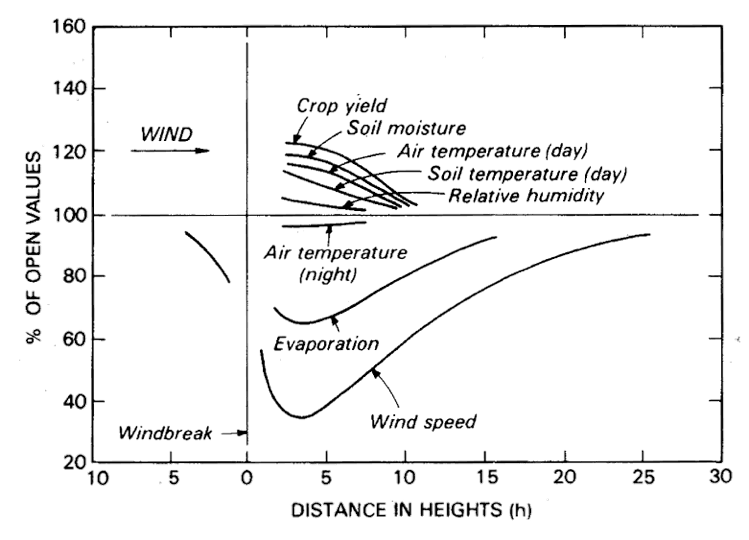 160
140
120
100
80
60
40
20
% OF OPEN VALUES
WIND
Crop yield
Soil moisture
Air temperature (day)
Soil temperature (day)
Relative humidity
Air temperature
(night)
Evaporation
Wind speed
Windbreak
10 5 0 5 10 15 20 25 30
DISTANCE IN HEIGHTS (h)